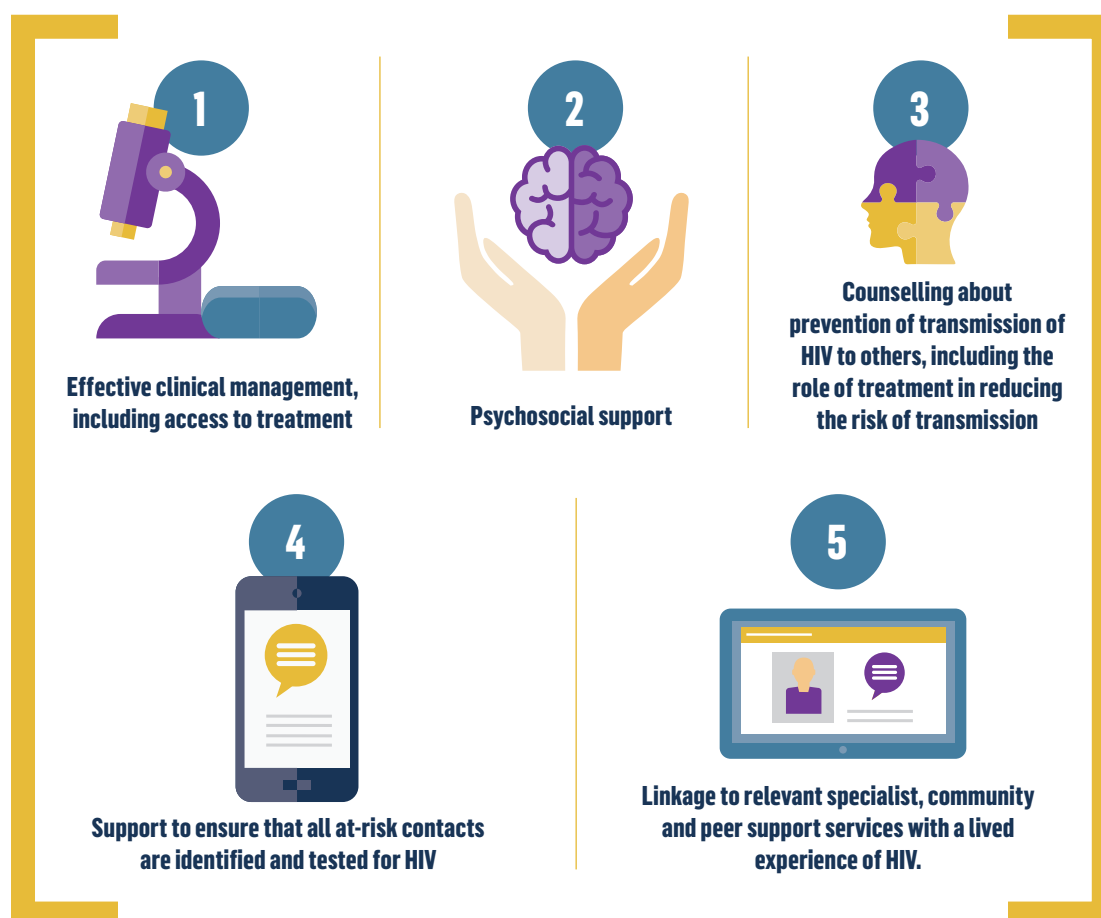 1
Effective clinical management,
including access to treatment
2
Psychosocial support
3
Counselling about
prevention of transmission of
HIV to others, including the
role of treatment in reducing
the risk of transmission
4
Support to ensure that all at-risk contacts
are identified and tested for HIV
5
Linkage to relevant specialist, community
and peer support services with a lived
experience of HIV.